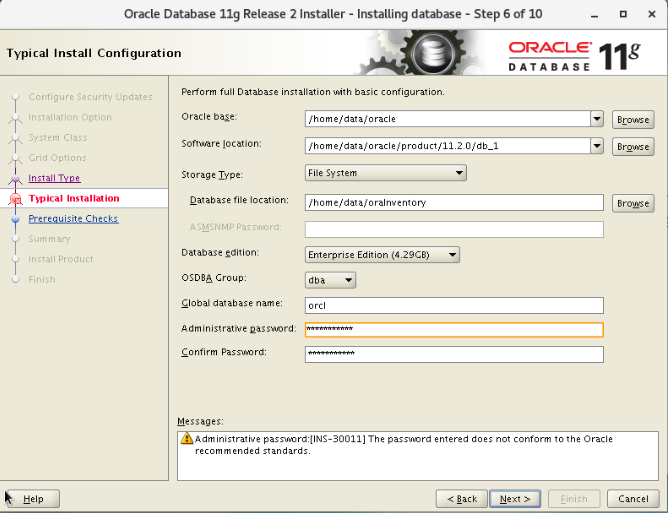 Oracle Database 11g Release 2 Installer - Installing database - Step 6 of 10
Typical Install Configuration
ORACLE
DATABASE
11g
Configure Security Updates
Installation Option
System Class
Grid Options
Install Type
Typical Installation
Prerequisite Checks
Summary
Install Product
Finish
Perform full Database installation with basic configuration.
Oracle base: /home/data/oracle Browse
Software location: /home/data/oracle/product/11.2.0/db_1 Browse
Storage Type: File System
Database file location: /home/data/oraInventory Browse
ASMSNMP Password:
Database edition: Enterprise Edition (4.29GB)
OSDBA Group: dba
Global database name: orcl
Administrative password: ***********
Confirm Password: ***********
Messages:
Administrative password:[INS-30011] The password entered does not conform to the Oracle
recommended standards.
Help < Back Next > Finish Cancel